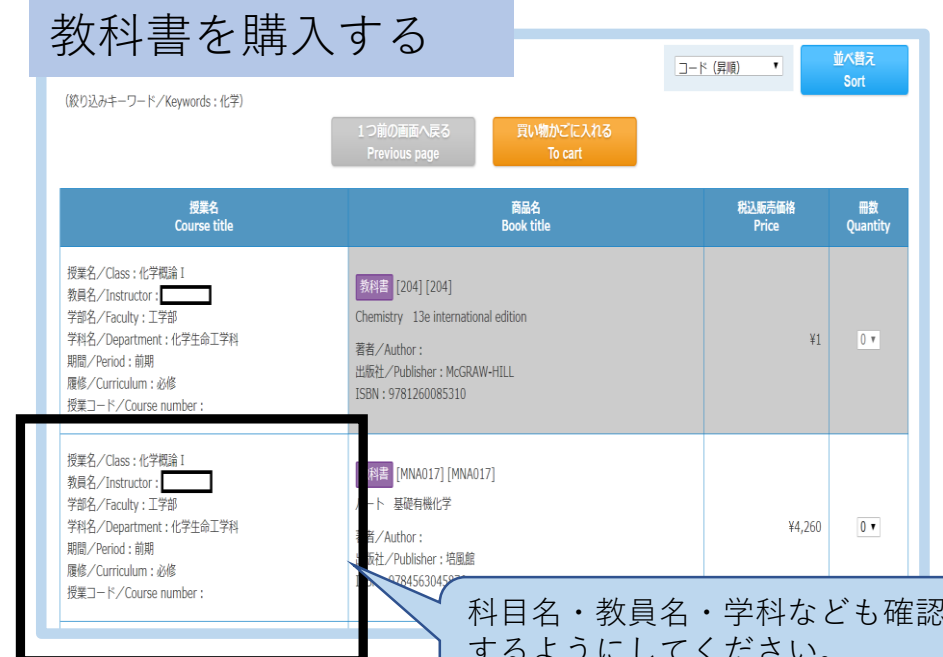 教科書を購入する
コード (昇順)
並べ替え
Sort
(絞り込みキーワード/Keywords : 化学)
1つ前の画面へ戻る
Previous page
買い物かごに入れる
To cart
授業名
Course title
商品名
Book title
税込販売価格
Price
冊数
Quantity
授業名/Class : 化学概論 I
教員名/Instructor :
学部名/Faculty : 工学部
学科名/Department : 化学生命工学科
期間/Period : 前期
履修/Curriculum : 必修
授業コード/Course number :
教科書 [204] [204]
Chemistry 13e international edition
著者/Author :
出版社/Publisher : McGRAW-HILL
ISBN : 9781260085310
¥1
0
授業名/Class : 化学概論 I
教員名/Instructor :
学部名/Faculty : 工学部
学科名/Department : 化学生命工学科
期間/Period : 前期
履修/Curriculum : 必修
授業コード/Course number :
科書 [MNA017] [MNA017]
ート 基礎有機化学
者/Author :
版社/Publisher : 培風館
¥4,260
0
科目名・教員名・学科なども確認
するようにしてください。